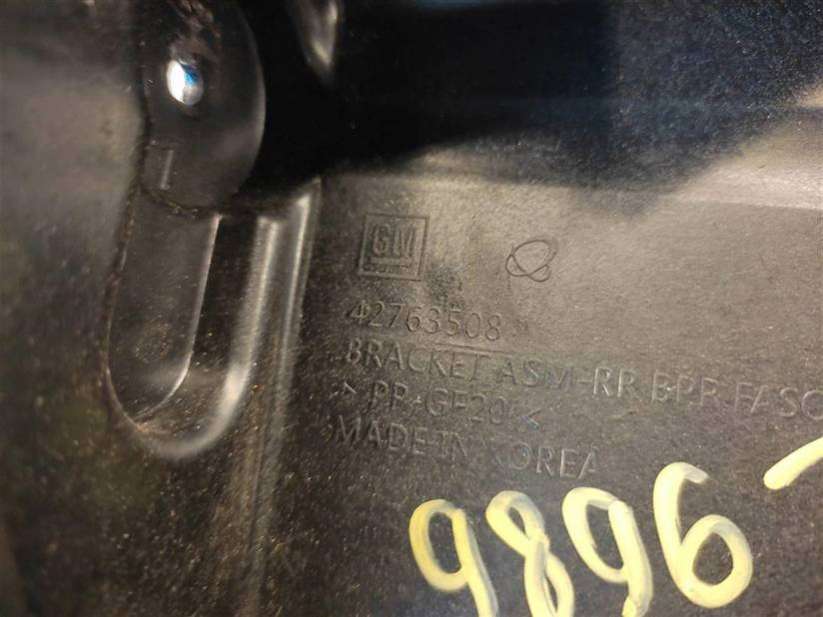 GM
42763508
BRACKET ASM-RR BPR FASC
>PP+GF20<
MADE IN KOREA
9896-